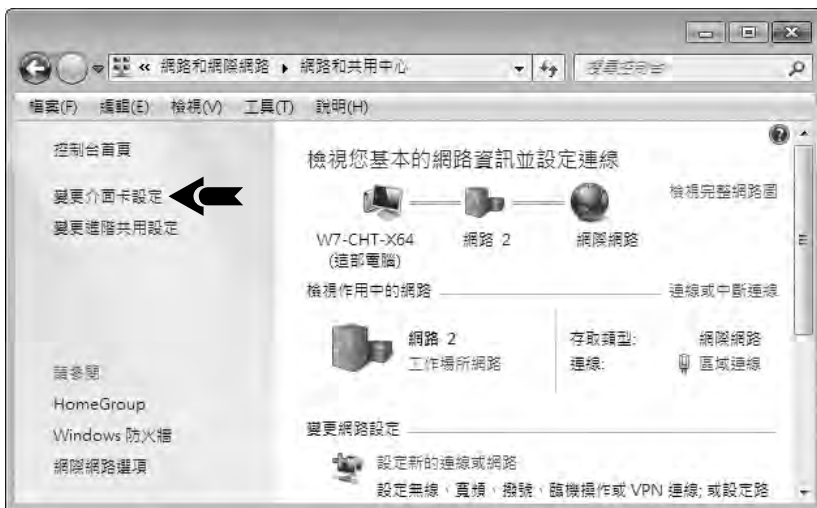 « 網路和網際網路 ▸ 網路和共用中心
搜尋控制台
檔案(F) 編輯(E) 檢視(V) 工具(T) 說明(H)
控制台首頁
變更介面卡設定
變更進階共用設定
請參閱
HomeGroup
Windows 防火牆
網際網路選項
檢視您基本的網路資訊並設定連線
檢視完整網路圖
W7-CHT-X64
(這部電腦)
網路 2
網際網路
檢視作用中的網路
連線或中斷連線
網路 2
工作場所網路
存取類型: 網際網路
連線: 區域連線
變更網路設定
設定新的連線或網路
設定無線、寬頻、撥號、臨機操作或 VPN 連線; 或設定路